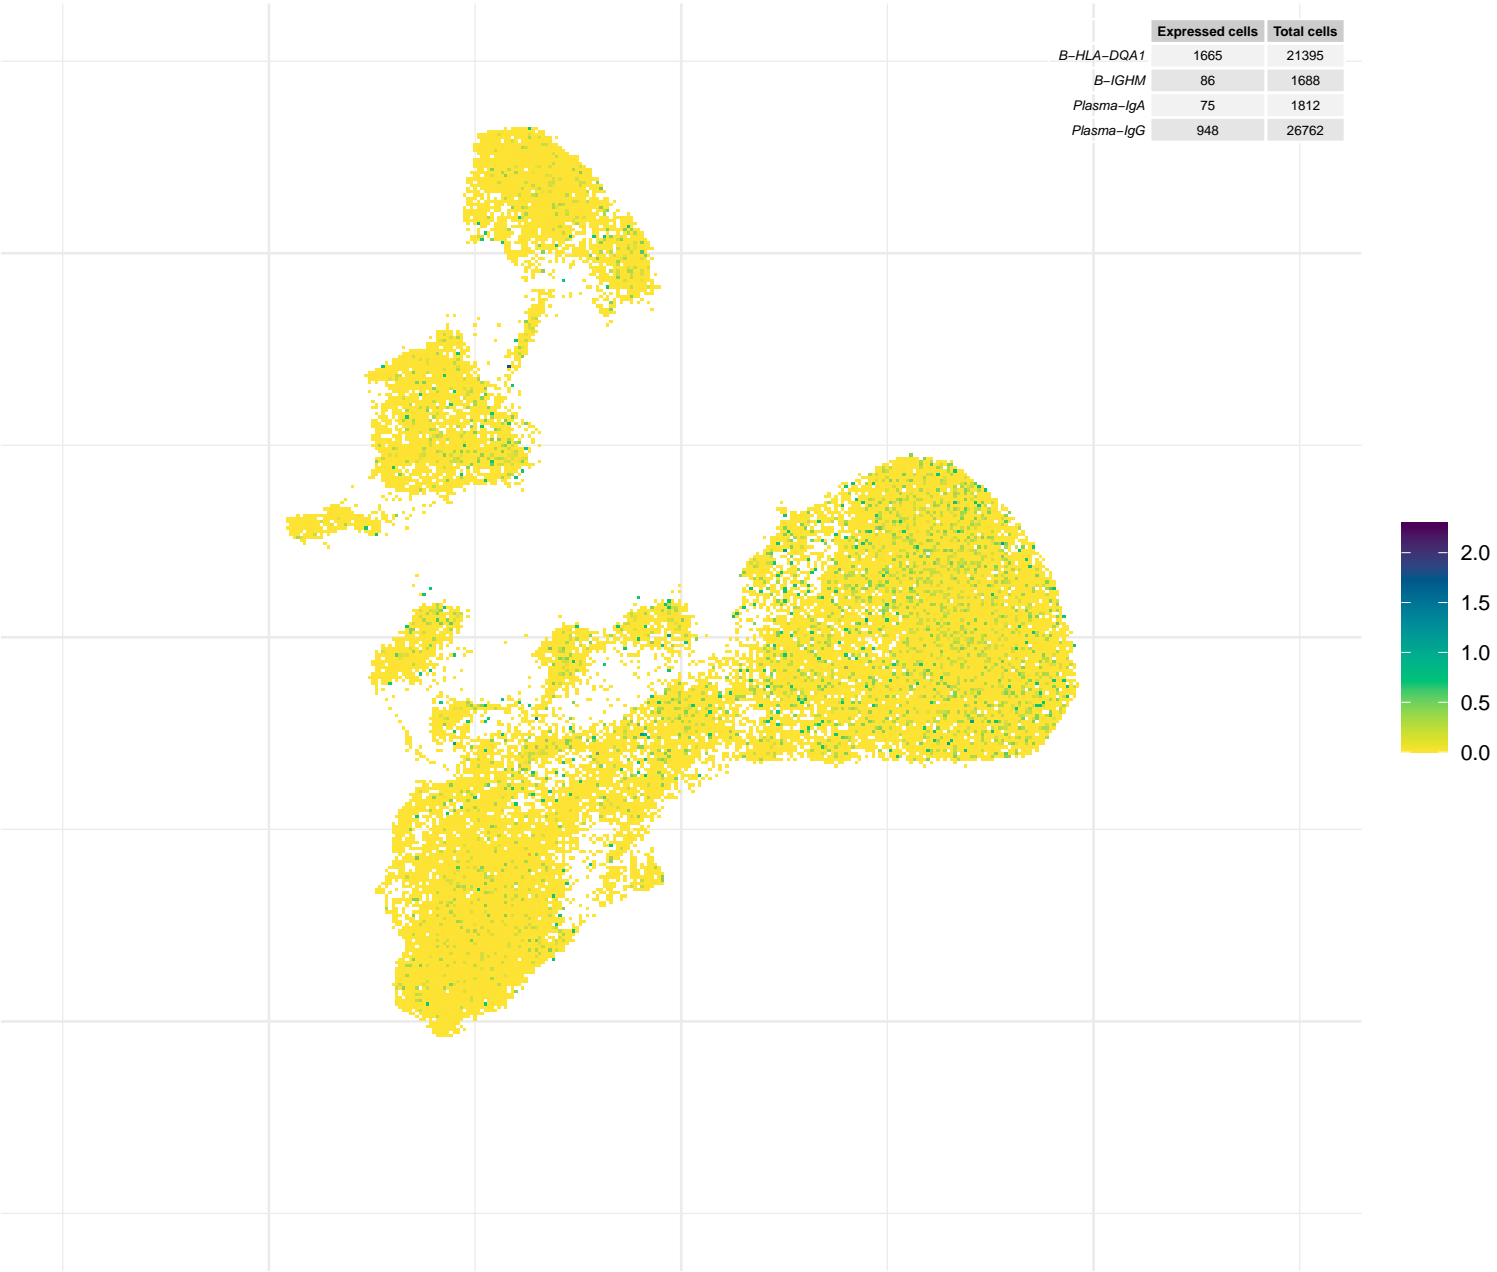 Expressed cells Total cells
B−HLA−DQA1 1665 21395
B−IGHM 86 1688
Plasma−IgA 75 1812
Plasma−IgG 948 26762
2.0
1.5
1.0
0.5
0.0